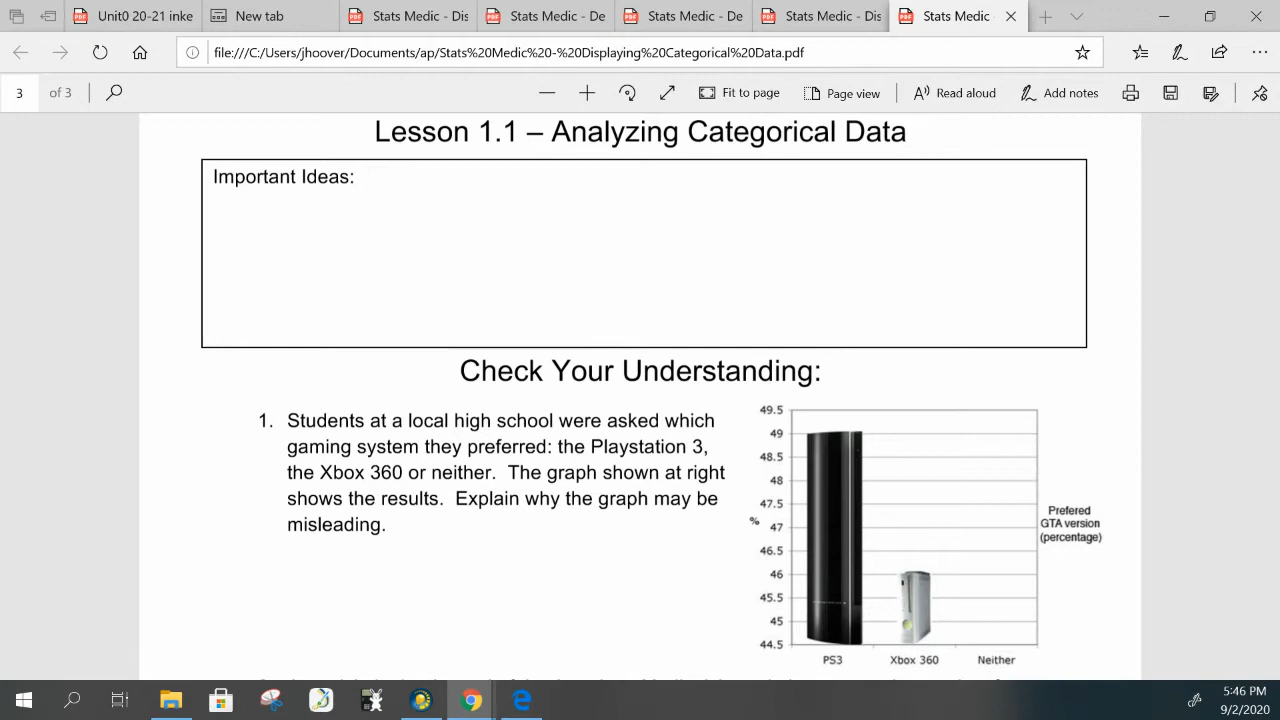 Unit0 20-21 inke
New tab
Stats Medic - Dis
Stats Medic - De
Stats Medic - De
Stats Medic - Dis
Stats Medic
file:///C:/Users/jhoover/Documents/ap/Stats%20Medic%20-%20Displaying%20Categorical%20Data.pdf
3 of 3
Fit to page
Page view
Read aloud
Add notes
Lesson 1.1 – Analyzing Categorical Data
Important Ideas:
Check Your Understanding:
1. Students at a local high school were asked which
gaming system they preferred: the Playstation 3,
the Xbox 360 or neither. The graph shown at right
shows the results. Explain why the graph may be
misleading.
49.5
49
48.5
48
47.5
% 47
46.5
46
45.5
45
44.5
PS3 Xbox 360 Neither
Prefered
GTA version
(percentage)
:46 PM
9/2/2020